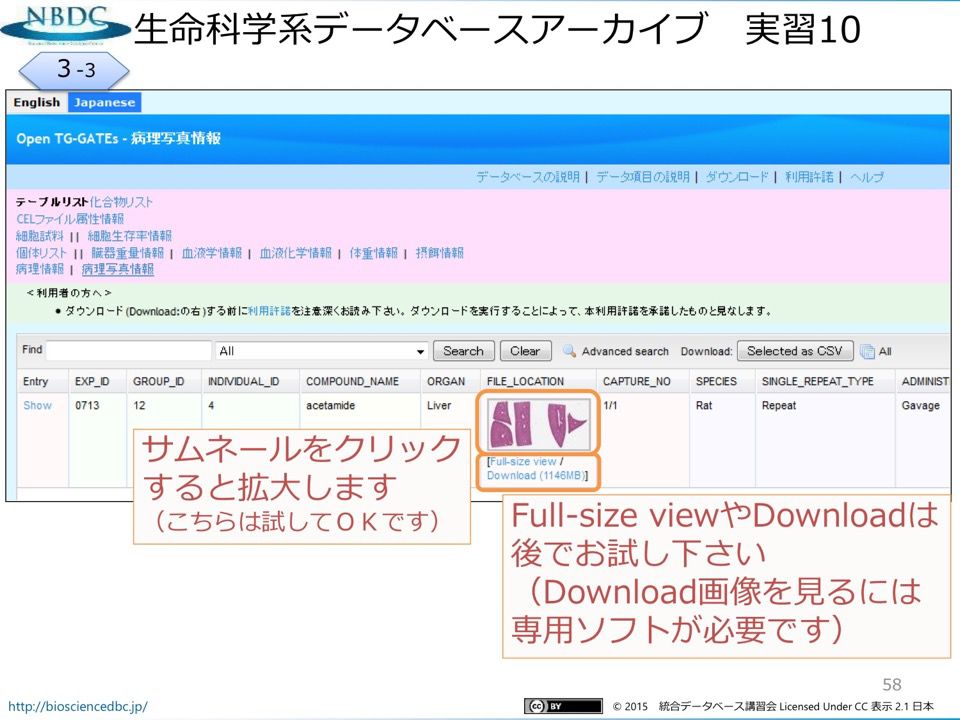 NBDC
生命科学系データベースアーカイブ　実習10
３-3
English Japanese
Open TG-GATEs - 病理写真情報
データベースの説明 | データ項目の説明 | ダウンロード | 利用許諾 | ヘルプ
テーブルリスト化合物リスト
CELファイル属性情報
細胞試料 || 細胞生存率情報
個体リスト || 臓器重量情報 | 血液学情報 | 血液化学情報 | 体重情報 | 摂餌情報
病理情報 | 病理写真情報
＜利用者の方へ＞
● ダウンロード(Download:の右)する前に利用許諾を注意深くお読み下さい。ダウンロードを実行することによって、本利用許諾を承諾したものと見なします。
Find All Search Clear Advanced search Download: Selected as CSV All
Entry EXP_ID GROUP_ID INDIVIDUAL_ID COMPOUND_NAME ORGAN FILE_LOCATION CAPTURE_NO SPECIES SINGLE_REPEAT_TYPE ADMINIST
Show 0713 12 4 acetamide Liver 1/1 Rat Repeat Gavage
[Full-size view /
Download (1146MB)]
サムネールをクリック
すると拡大します
（こちらは試してＯＫです）
Full-size viewやDownloadは
後でお試し下さい
（Download画像を見るには
専用ソフトが必要です）
58
http://biosciencedbc.jp/
cc BY © 2015　統合データベース講習会 Licensed Under CC 表示 2.1 日本